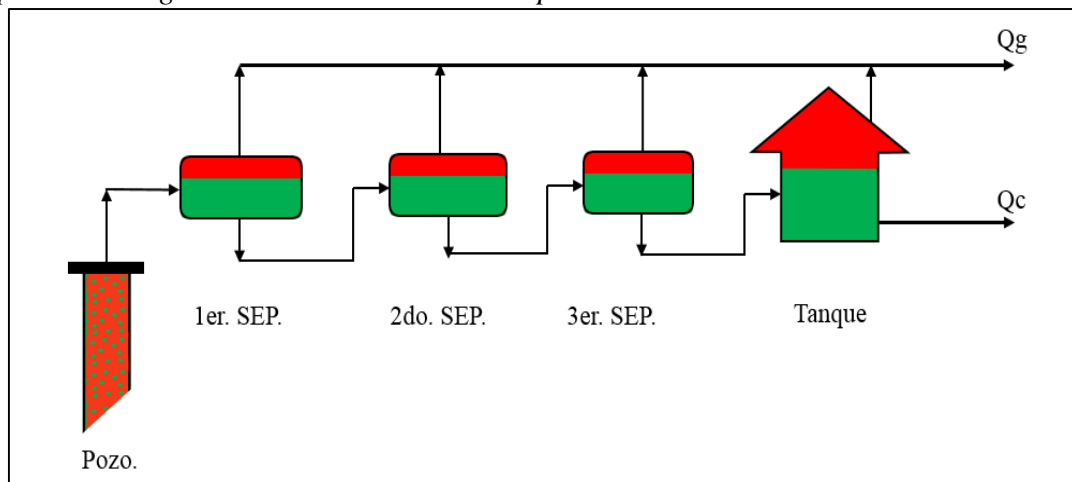 Qg
Qc
1er. SEP.
2do. SEP.
3er. SEP.
Tanque
Pozo.